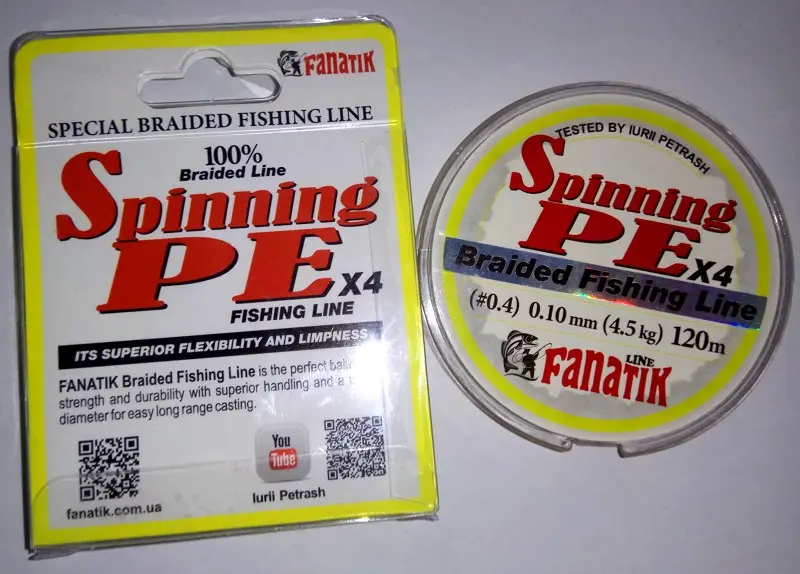 FANATIK
SPECIAL BRAIDED FISHING LINE
100%
Braided Line
Spinning
PE X4
FISHING LINE
ITS SUPERIOR FLEXIBILITY AND LIMPNESS
FANATIK Braided Fishing Line is the perfect
strength and durability with superior handling and a
diameter for easy long range casting.
You
Tube
Iurii Petrash
fanatik.com.ua
TESTED BY IURII PETRASH
Spinning
PE X4
Braided Fishing Line
(#0.4) 0.10 mm (4.5 kg) 120m
LINE
FANATIK